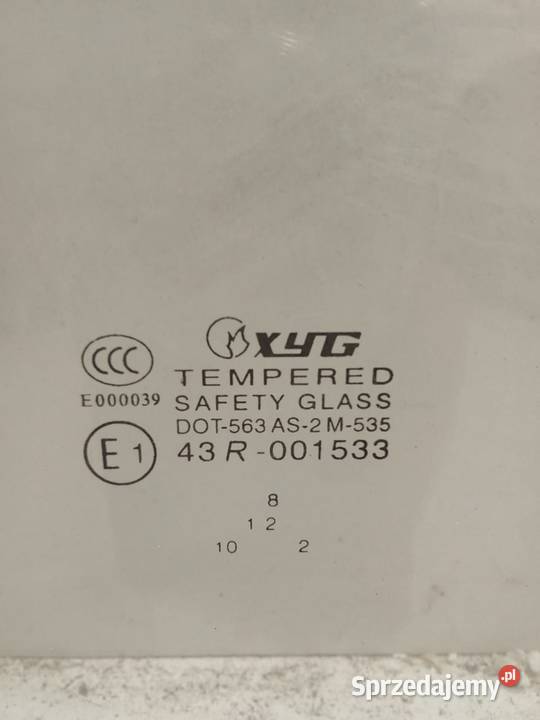 XYG
CCC
TEMPERED
E000039
SAFETY GLASS
DOT-563 AS-2 M-535
E1
43R-001533
8
1 2
10 2
Sprzedajemy.pl